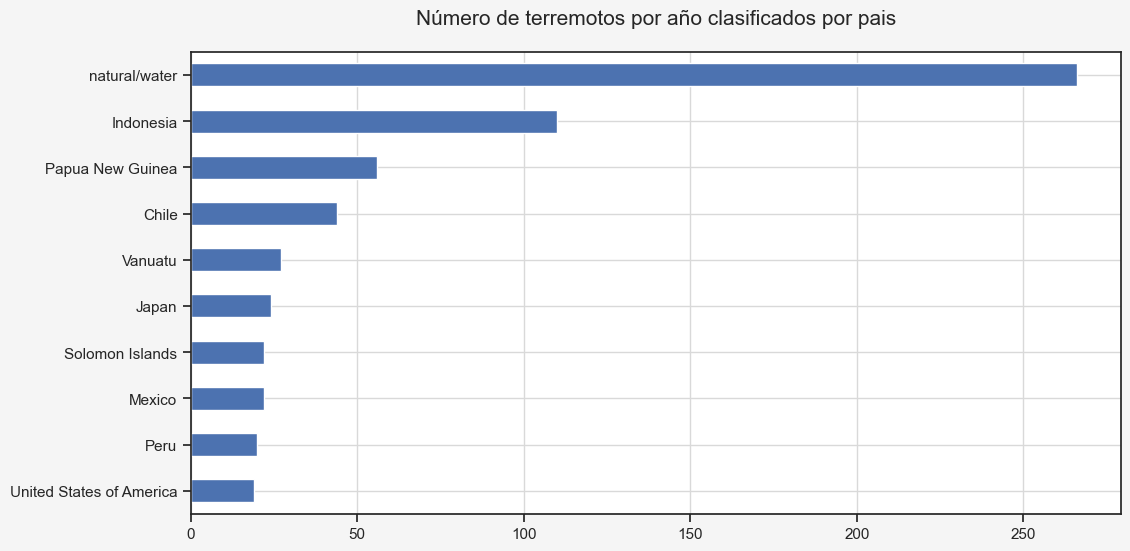 Número de terremotos por año clasificados por pais
natural/water
Indonesia
Papua New Guinea
Chile
Vanuatu
Japan
Solomon Islands
Mexico
Peru
United States of America
0 50 100 150 200 250